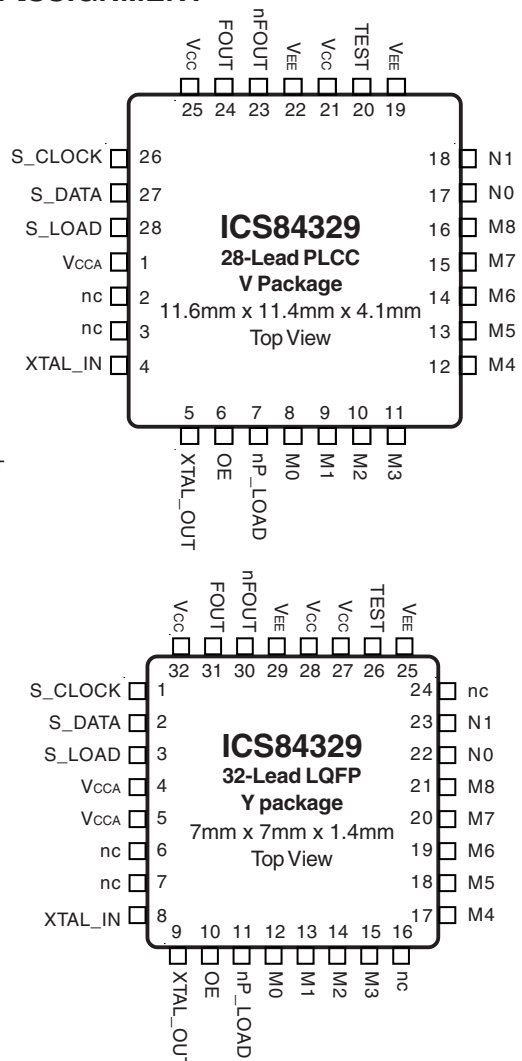 VCC FOUT nFOUT VEE VCC TEST VEE
25 24 23 22 21 20 19
S_CLOCK 26 18 N1
S_DATA 27 17 N0
S_LOAD 28 16 M8
VCCA 1 15 M7
nc 2 14 M6
nc 3 13 M5
XTAL_IN 4 12 M4
ICS84329
28-Lead PLCC
V Package
11.6mm x 11.4mm x 4.1mm
Top View
5 6 7 8 9 10 11
XTAL_OUT OE nP_LOAD M0 M1 M2 M3
VCC FOUT nFOUT VEE VCC VCC TEST VEE
32 31 30 29 28 27 26 25
S_CLOCK 1 24 nc
S_DATA 2 23 N1
S_LOAD 3 22 N0
VCCA 4 21 M8
VCCA 5 20 M7
nc 6 19 M6
nc 7 18 M5
XTAL_IN 8 17 M4
ICS84329
32-Lead LQFP
Y package
7mm x 7mm x 1.4mm
Top View
9 10 11 12 13 14 15 16
XTAL_OUT OE nP_LOAD M0 M1 M2 M3 nc